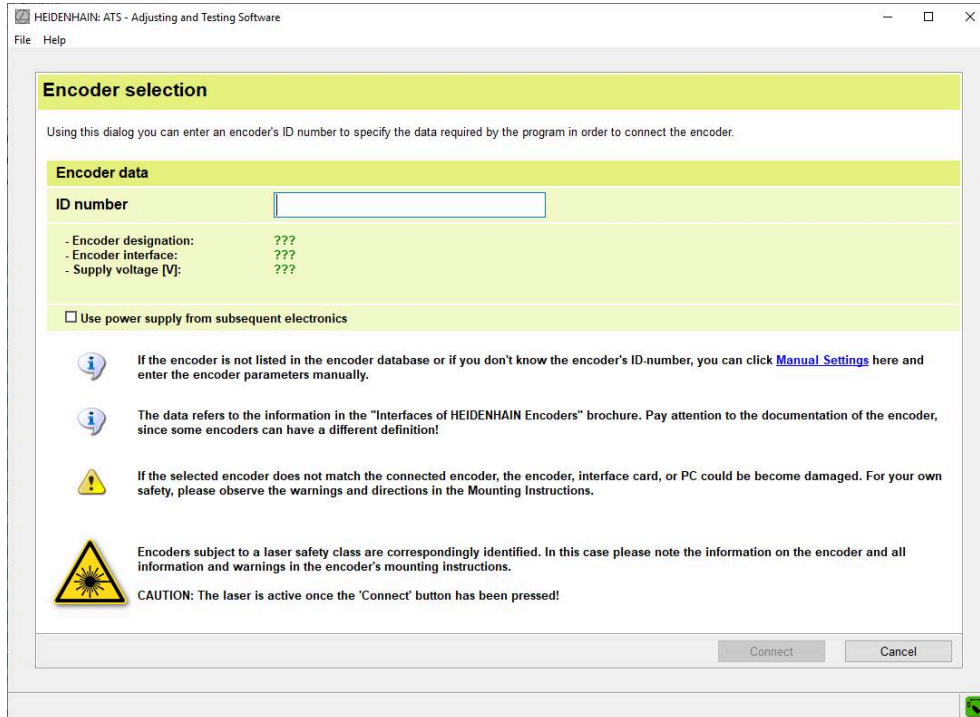 HEIDENHAIN: ATS - Adjusting and Testing Software
File Help
Encoder selection
Using this dialog you can enter an encoder's ID number to specify the data required by the program in order to connect the encoder.
Encoder data
ID number
- Encoder designation: ???
- Encoder interface: ???
- Supply voltage [V]: ???
Use power supply from subsequent electronics
If the encoder is not listed in the encoder database or if you don't know the encoder's ID-number, you can click Manual Settings here and
enter the encoder parameters manually.
The data refers to the information in the "Interfaces of HEIDENHAIN Encoders" brochure. Pay attention to the documentation of the encoder,
since some encoders can have a different definition!
If the selected encoder does not match the connected encoder, the encoder, interface card, or PC could be become damaged. For your own
safety, please observe the warnings and directions in the Mounting Instructions.
Encoders subject to a laser safety class are correspondingly identified. In this case please note the information on the encoder and all
information and warnings in the encoder's mounting instructions.
CAUTION: The laser is active once the 'Connect' button has been pressed!
Connect Cancel